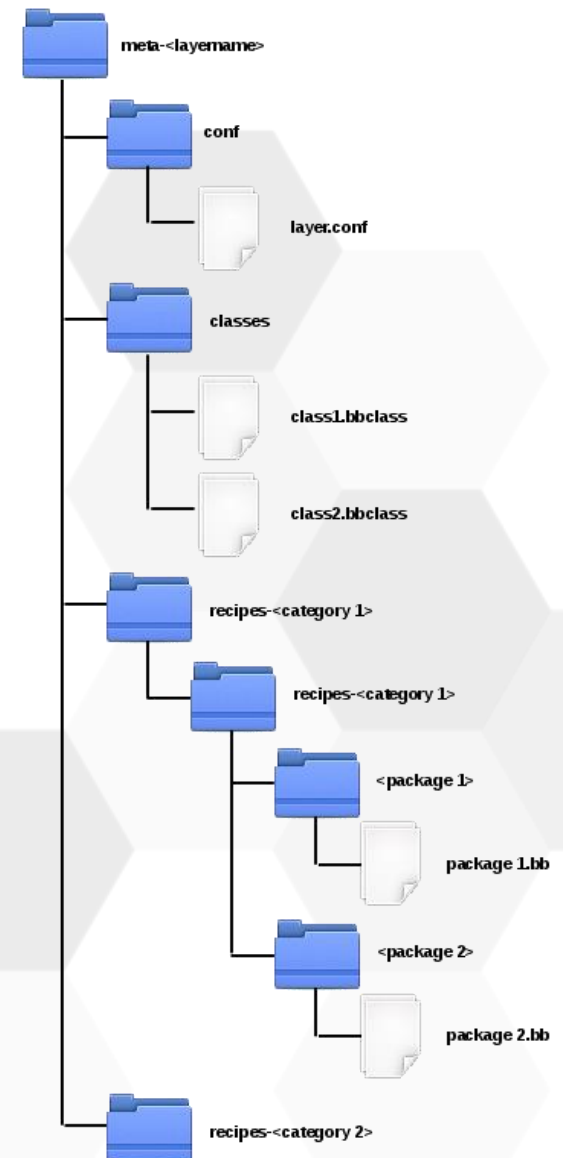 meta-<layername>
conf
layer.conf
classes
class1.bbclass
class2.bbclass
recipes-<category 1>
recipes-<category 1>
<package 1>
package 1.bb
<package 2>
package 2.bb
recipes-<category 2>